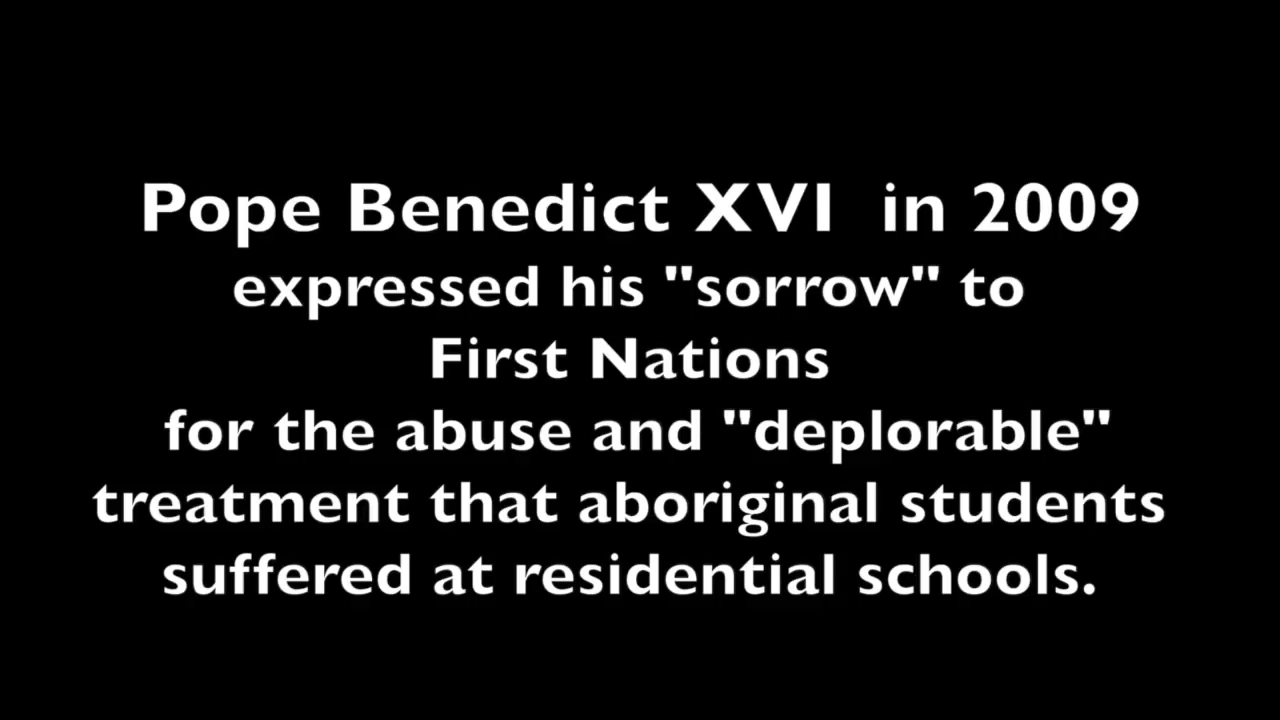 Pope Benedict XVI in 2009
expressed his "sorrow" to
First Nations
for the abuse and "deplorable"
treatment that aboriginal students
suffered at residential schools.